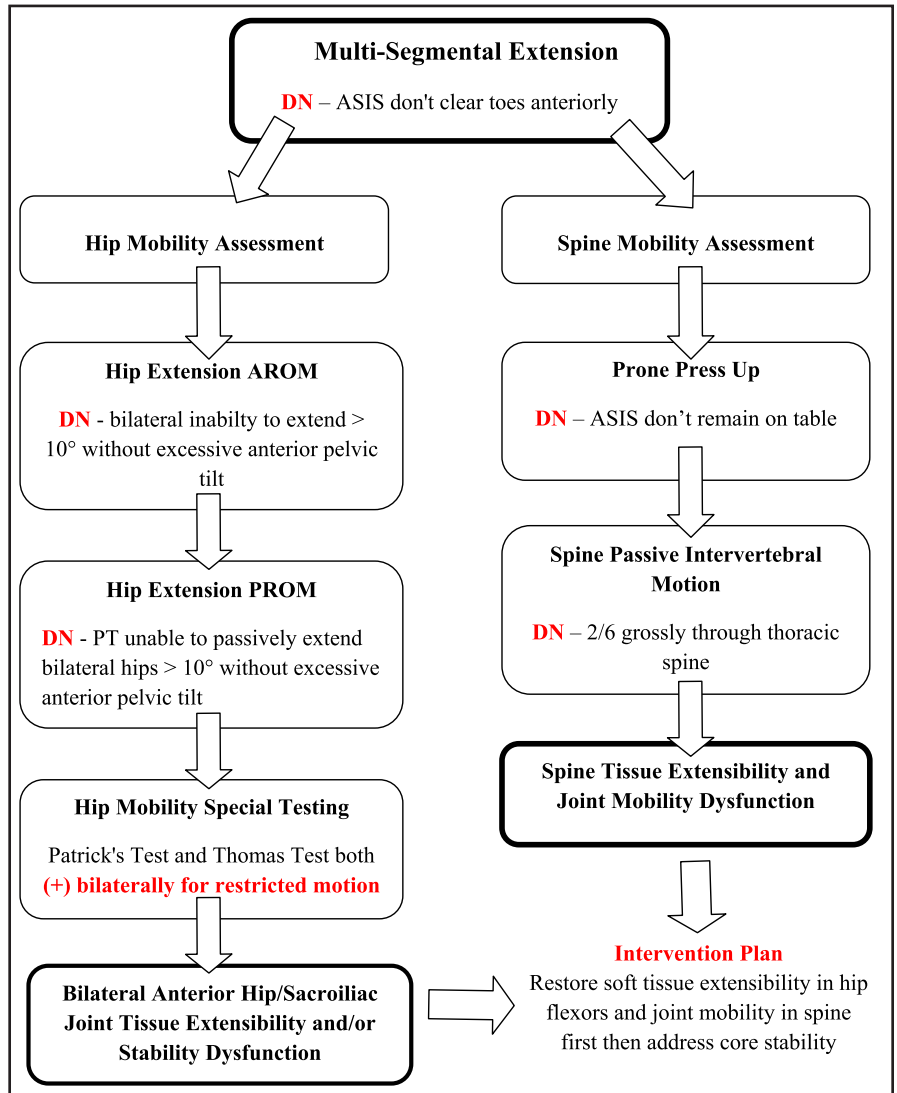 Multi-Segmental Extension
DN – ASIS don't clear toes anteriorly
Hip Mobility Assessment
Hip Extension AROM
DN - bilateral inabilty to extend >
10° without excessive anterior pelvic
tilt
Hip Extension PROM
DN - PT unable to passively extend
bilateral hips > 10° without excessive
anterior pelvic tilt
Hip Mobility Special Testing
Patrick's Test and Thomas Test both
(+) bilaterally for restricted motion
Bilateral Anterior Hip/Sacroiliac
Joint Tissue Extensibility and/or
Stability Dysfunction
Spine Mobility Assessment
Prone Press Up
DN – ASIS don’t remain on table
Spine Passive Intervertebral
Motion
DN – 2/6 grossly through thoracic
spine
Spine Tissue Extensibility and
Joint Mobility Dysfunction
Intervention Plan
Restore soft tissue extensibility in hip
flexors and joint mobility in spine
first then address core stability